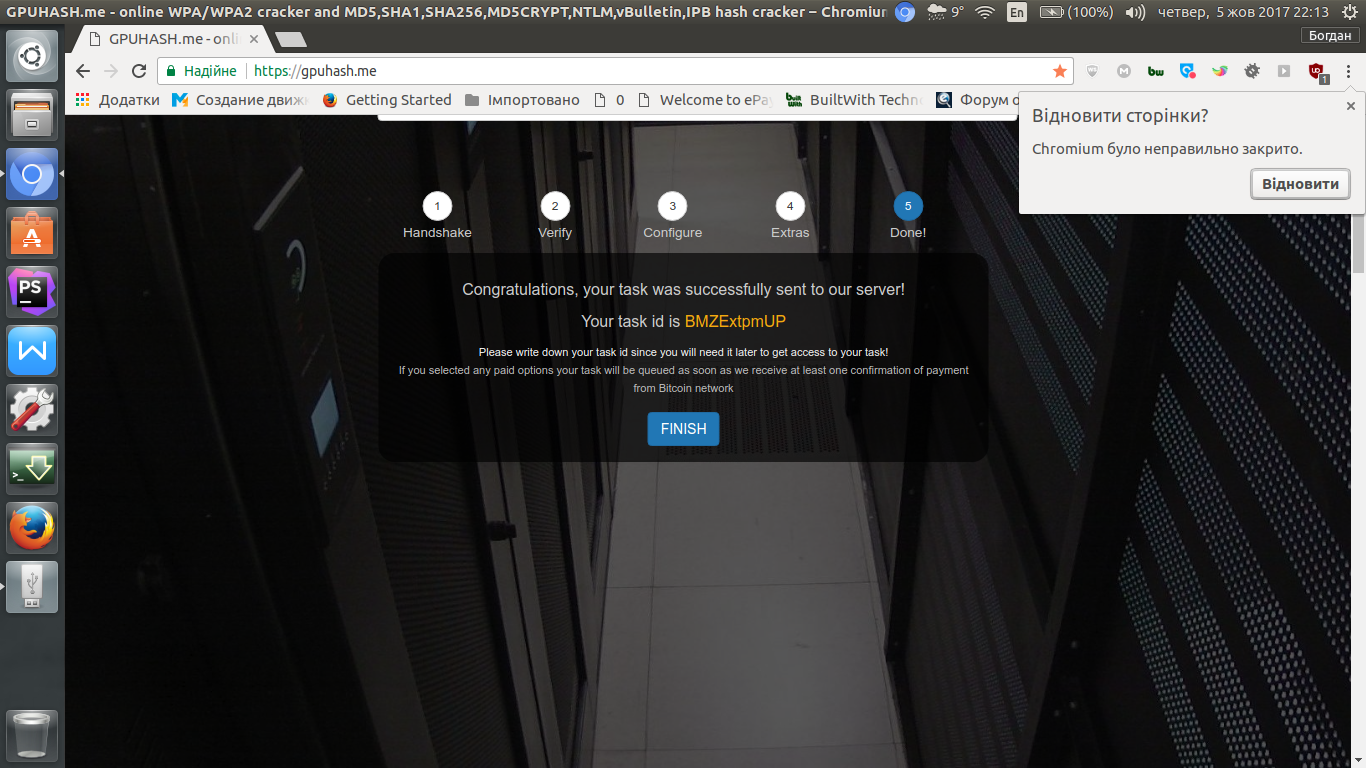 GPUHASH.me - online WPA/WPA2 cracker and MD5,SHA1,SHA256,MD5CRYPT,NTLM,vBulletin,IPB hash cracker – Chromiur
9° En (100%) четвер, 5 жов 2017 22:13
GPUHASH.me - onli
Богдан
Надійне https://gpuhash.me
Додатки Создание движ Getting Started Імпортовано 0 Welcome to ePay BuiltWith Techn Форум о
Відновити сторінки?
Chromium було неправильно закрито.
Відновити
1 2 3 4 5
Handshake Verify Configure Extras Done!
Congratulations, your task was successfully sent to our server!
Your task id is BMZExtpmUP
Please write down your task id since you will need it later to get access to your task!
If you selected any paid options your task will be queued as soon as we receive at least one confirmation of payment
from Bitcoin network
FINISH